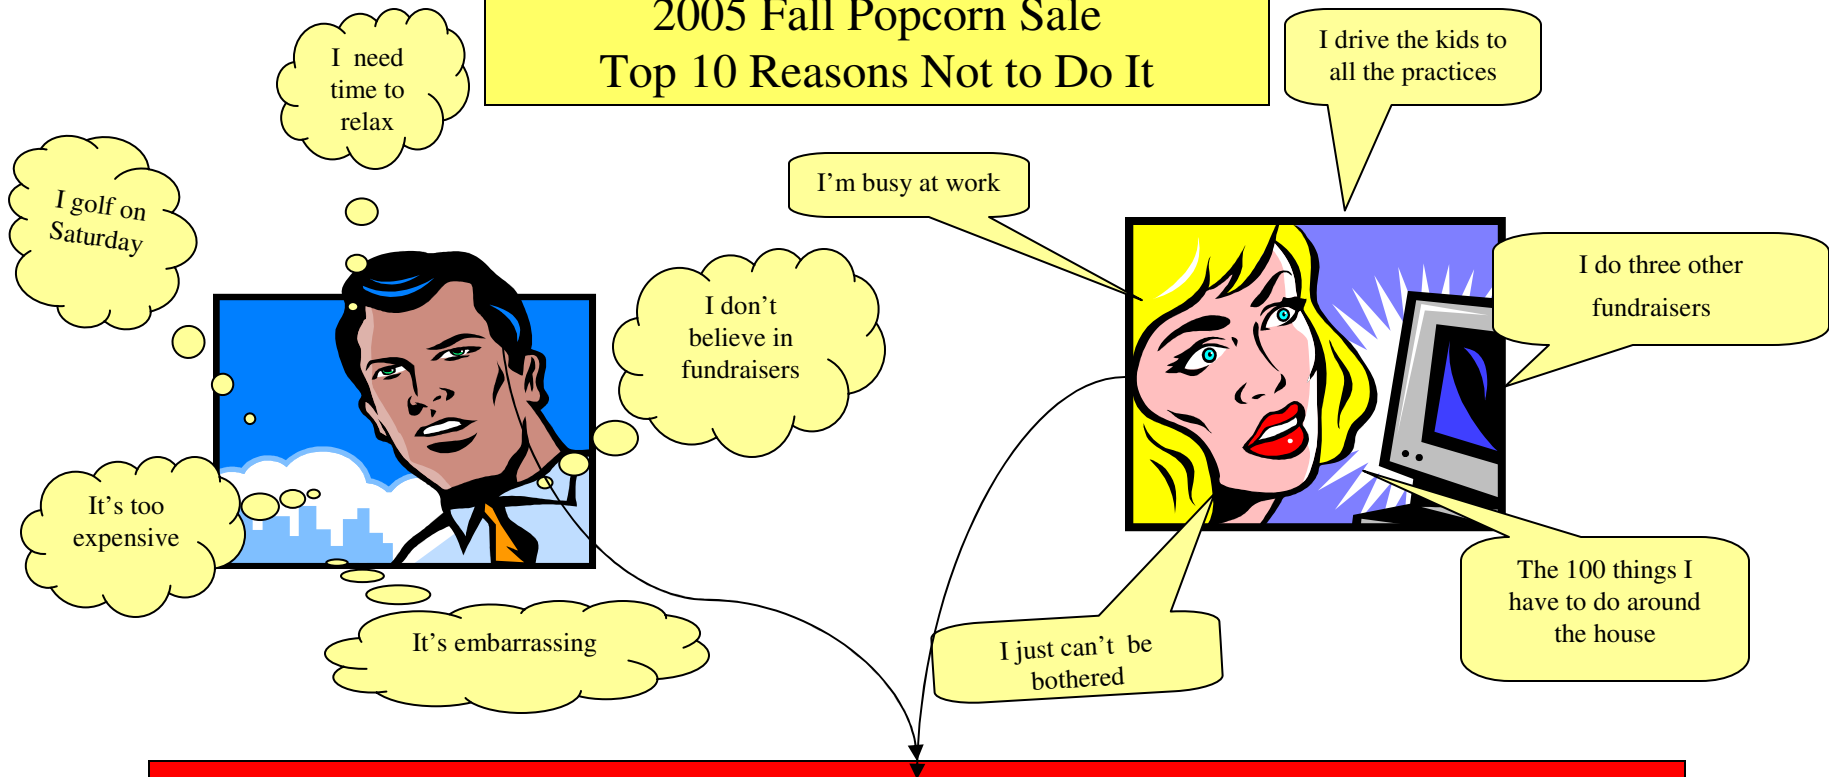 2005 Fall Popcorn Sale
Top 10 Reasons Not to Do It
I need
time to
relax
I golf on
Saturday
I don't
believe in
fundraisers
It's too
expensive
It's embarrassing
I drive the kids to
all the practices
I'm busy at work
I do three other
fundraisers
The 100 things I
have to do around
the house
I just can't be
bothered